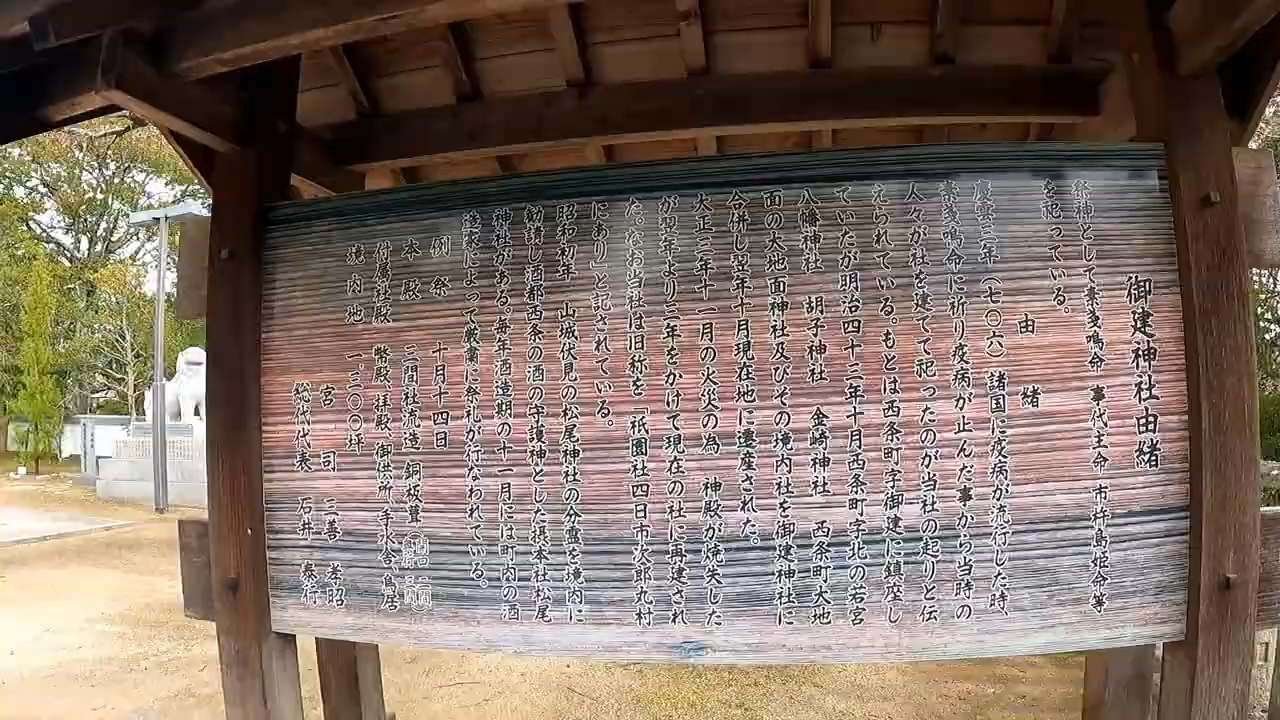 御建神社由緒
祭神として素戔鳴命 事代主命 市杵島姫命等
を祀っている。
由緒
慶雲三年（七〇六）諸国に疫病が流行した時、
素戔鳴命に祈り疫病が止んだ事から当時の
人々が社を建てて祀ったのが当社の起りと伝
えられている。もとは西条町字御建に鎮座し
ていたが明治四十三年十月西条町字北の若宮
八幡神社 胡子神社 金崎神社 西条町大地
面の大地面神社及びその境内社を御建神社に
合併し翌年十月現在地に遷座された。
大正三年十一月の火災の為 神殿が焼失した
が翌年より三年をかけて現在の社に再建され
た。なお当社は旧称を「祇園社四日市次郎丸村
にあり」と記されている。
昭和初年 山城伏見の松尾神社の分霊を境内に
勧請し酒都西条の酒の守護神とした摂本社松尾
神社がある。毎年酒造期の十一月には町内の酒
造家によって厳粛に祭礼が行なわれている。
例祭 十月十四日
本殿 三間社流造 銅板葺
付属社殿 幣殿、拝殿、御供所、手水舎、鳥居
境内地 一、三〇〇坪
宮司 三善 孝昭
総代代表 石井 泰行